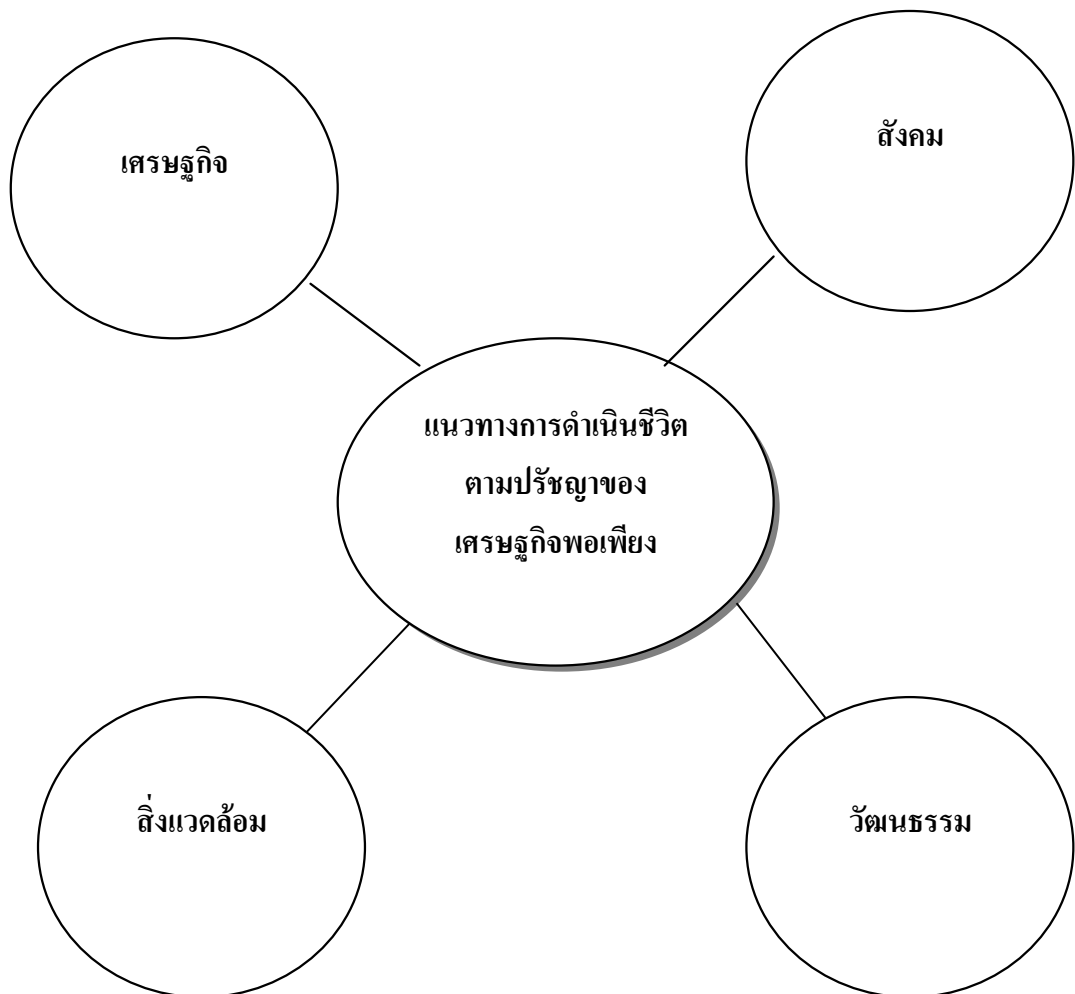 เศรษฐกิจ
สังคม
แนวทางการดำเนินชีวิต
ตามปรัชญาของ
เศรษฐกิจพอเพียง
สิ่งแวดล้อม
วัฒนธรรม